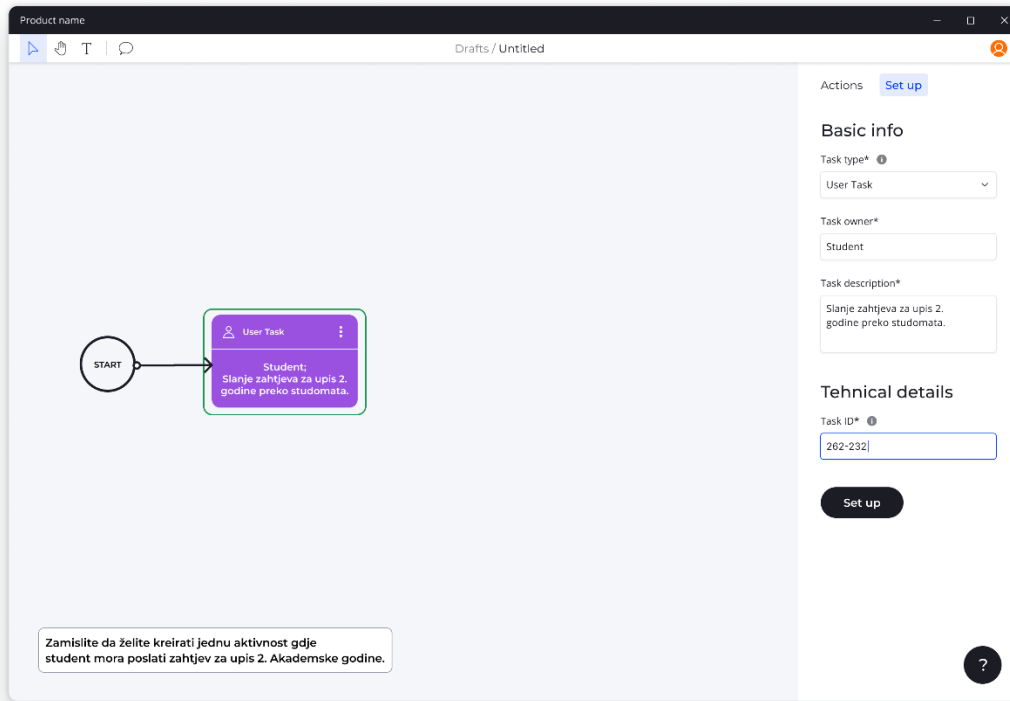 Product name
T
Drafts / Untitled
Actions
Set up
Basic info
Task type*
User Task
Task owner*
Student
Task description*
Slanje zahtjeva za upis 2.
godine preko studomata.
Tehnical details
Task ID*
262-232
Set up
START
User Task
Student;
Slanje zahtjeva za upis 2.
godine preko studomata.
Zamislite da želite kreirati jednu aktivnost gdje
student mora poslati zahtjev za upis 2. Akademske godine.
?